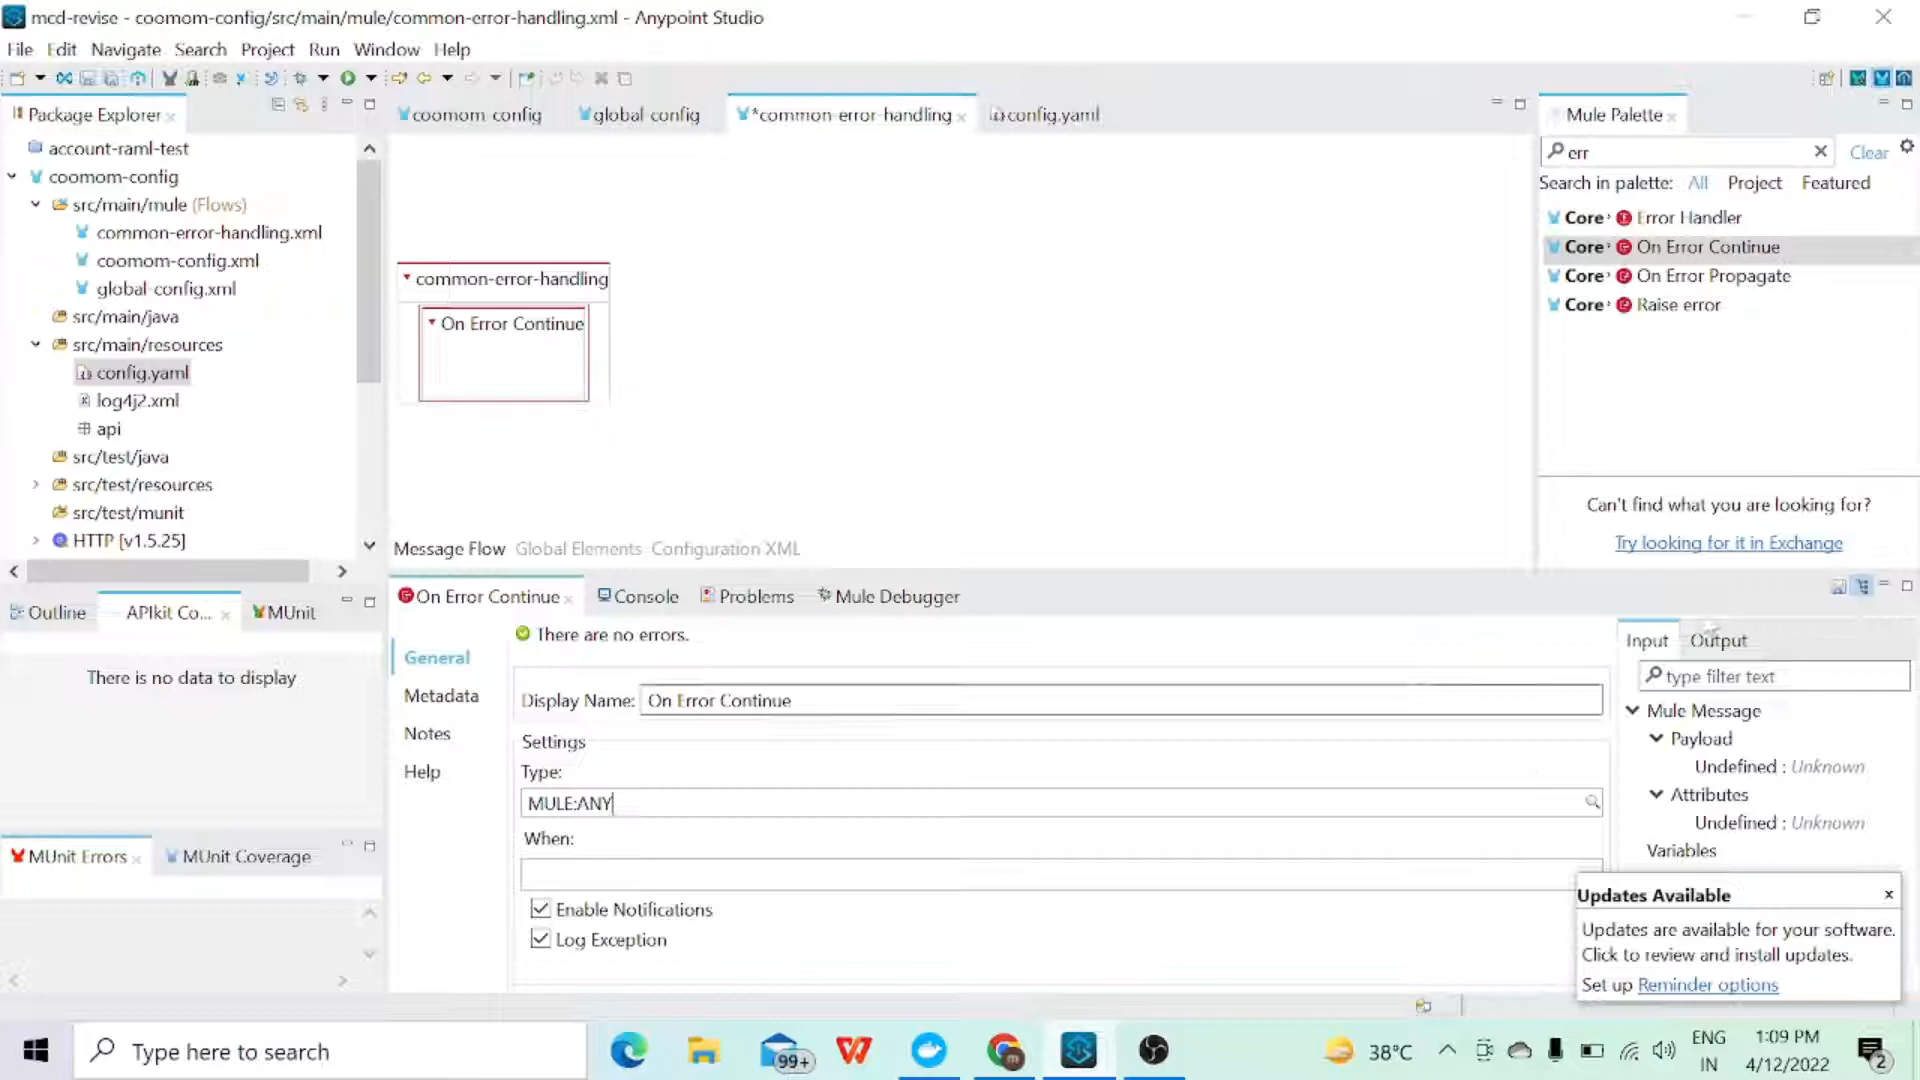 mcd-revise - coomom-config/src/main/mule/common-error-handling.xml - Anypoint Studio
File Edit Navigate Search Project Run Window Help
Package Explorer
coomom-config
global-config
*common-error-handling
config.yaml
Mule Palette
account-raml-test
coomom-config
src/main/mule (Flows)
common-error-handling.xml
coomom-config.xml
global-config.xml
src/main/java
src/main/resources
config.yaml
log4j2.xml
api
src/test/java
src/test/resources
src/test/munit
HTTP [v1.5.25]
common-error-handling
On Error Continue
err
Clear
Search in palette: All Project Featured
Core Error Handler
Core On Error Continue
Core On Error Propagate
Core Raise error
Can't find what you are looking for?
Try looking for it in Exchange
Message Flow Global Elements Configuration XML
Outline
APIkit Co...
MUnit
There is no data to display
On Error Continue
Console
Problems
Mule Debugger
There are no errors.
General
Metadata
Notes
Help
Display Name: On Error Continue
Settings
Type:
MULE:ANY
When:
Enable Notifications
Log Exception
Input
Output
type filter text
Mule Message
Payload
Undefined : Unknown
Attributes
Undefined : Unknown
Variables
MUnit Errors
MUnit Coverage
Updates Available
x
Updates are available for your software.
Click to review and install updates.
Set up Reminder options
Type here to search
99+
m
38°C
ENG
IN
1:09 PM
4/12/2022
2